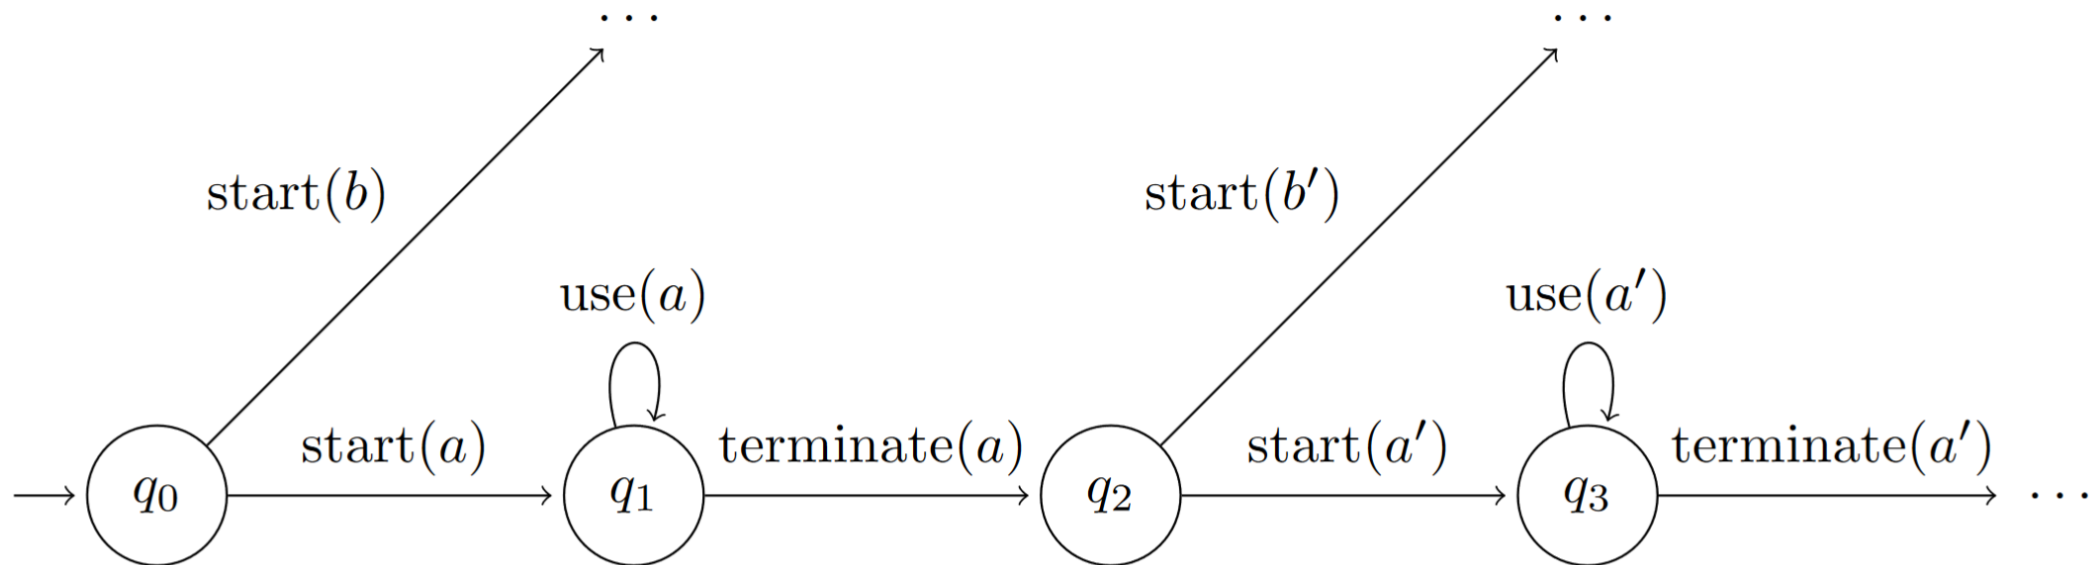 … …
start(b) start(b′)
use(a) use(a′)
start(a) terminate(a) start(a′) terminate(a′)
q₀ q₁ q₂ q₃ …